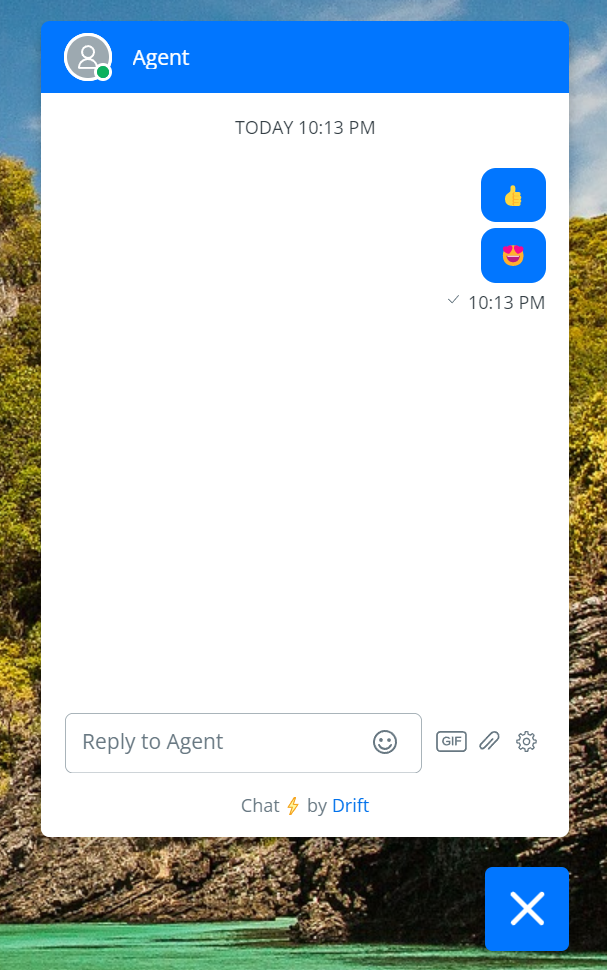 Agent
TODAY 10:13 PM
👍
😍
10:13 PM
Reply to Agent
GIF
Chat ⚡ by Drift